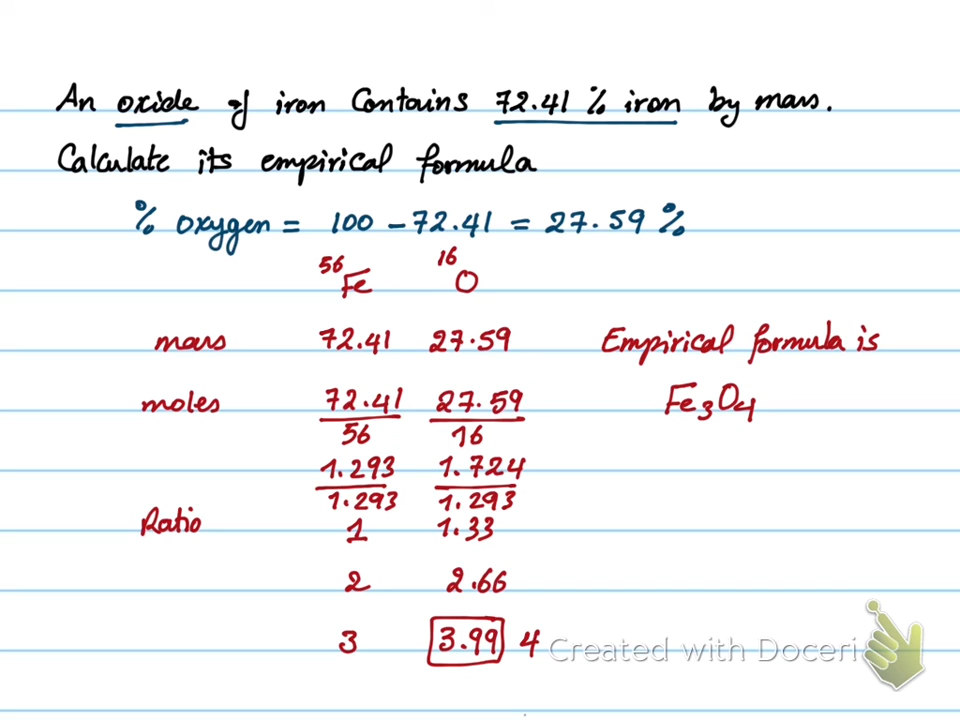 An oxide of iron contains 72.41 % iron by mass.
Calculate its empirical formula
% oxygen = 100 - 72.41 = 27.59 %
56Fe 16O
mass 72.41 27.59 Empirical formula is
moles 72.41/56 27.59/16 Fe3O4
1.293/1.293 1.724/1.293
Ratio 1 1.33
2 2.66
3 3.99 4
Created with Doceri